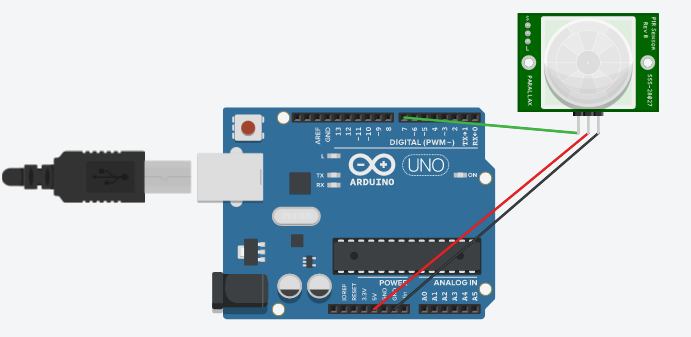 PIR SENSOR
REV B
PARALLAX
555-28027
AREF
GND
13
12
~11
~10
~9
8
7
~6
~5
4
~3
2
TX→1
RX←0
DIGITAL (PWM~)
L
TX
RX
ARDUINO
UNO
ON
POWER
ANALOG IN
IOREF
RESET
3.3V
5V
GND
A0
A1
A2
A3
A4
A5